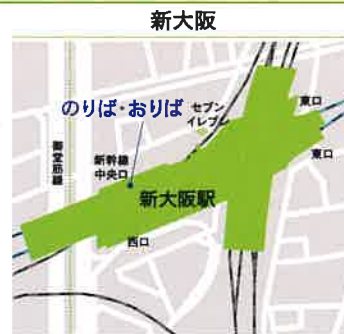 新大阪
のりば・おりば
セブン
イレブン
東口
東口
御堂筋線
新幹線
中央口
新大阪駅
西口